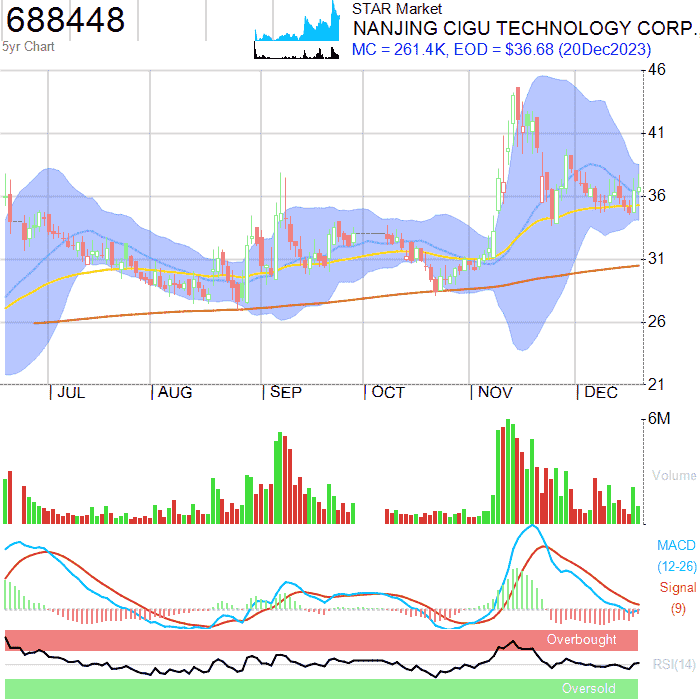 688448
5yr Chart
STAR Market
NANJING CIGU TECHNOLOGY CORP.
MC = 261.4K, EOD = $36.68 (20Dec2023)
46
41
36
31
26
21
JUL
AUG
SEP
OCT
NOV
DEC
6M
Volume
MACD
(12-26)
Signal
(9)
Overbought
RSI(14)
Oversold